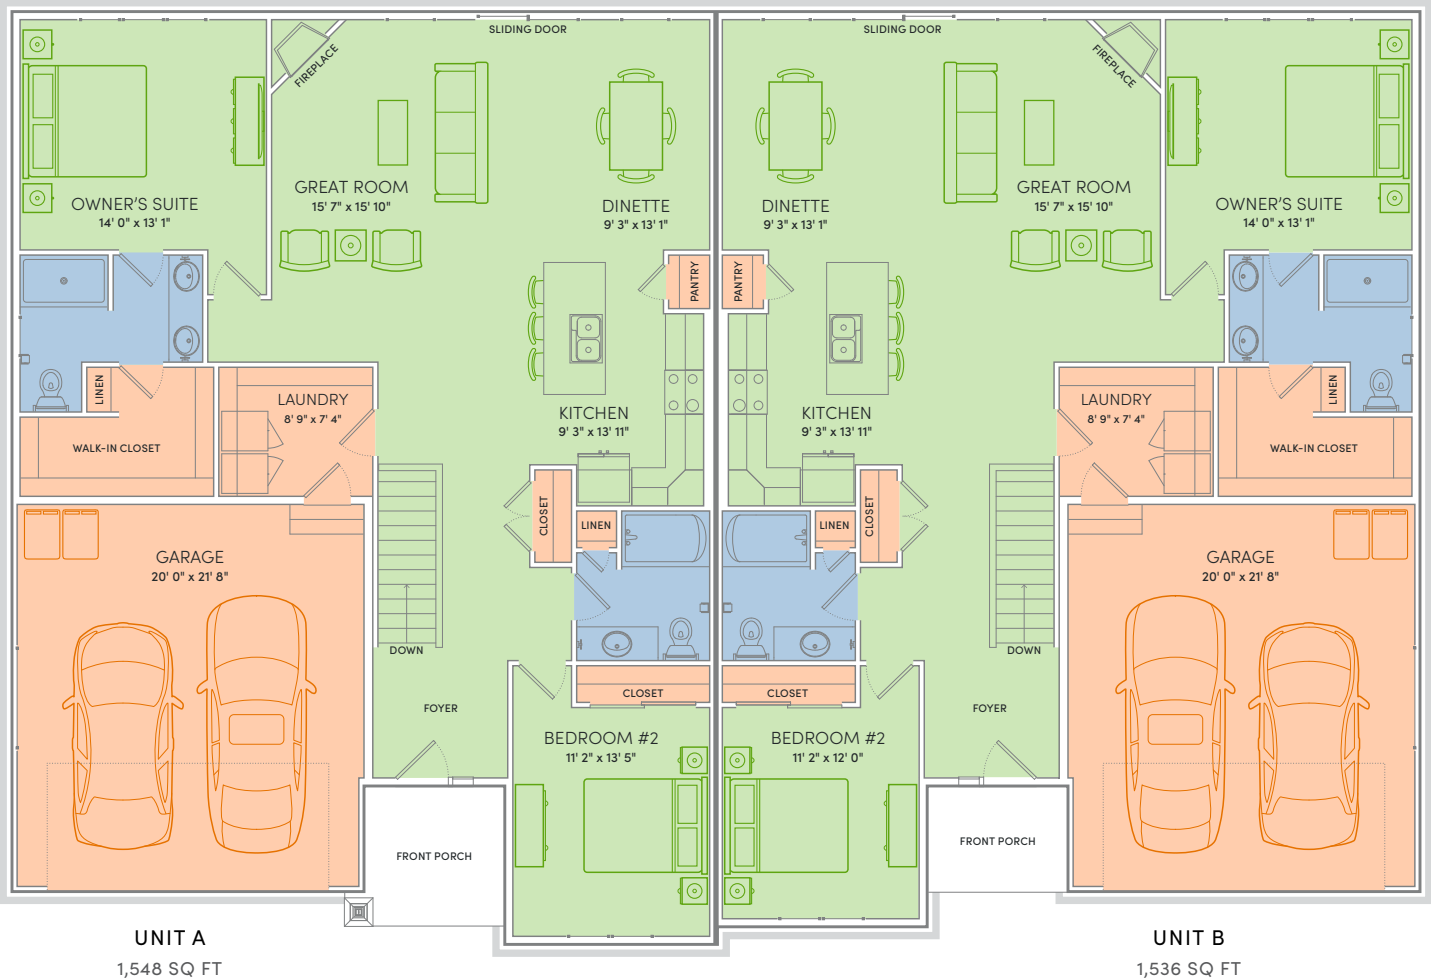 SLIDING DOOR
FIREPLACE
GREAT ROOM
15' 7" x 15' 10"
OWNER'S SUITE
14' 0" x 13' 1"
DINETTE
9' 3" x 13' 1"
PANTRY
LINEN
LAUNDRY
8' 9" x 7' 4"
WALK-IN CLOSET
KITCHEN
9' 3" x 13' 11"
CLOSET
LINEN
GARAGE
20' 0" x 21' 8"
DOWN
FOYER
CLOSET
BEDROOM #2
11' 2" x 13' 5"
FRONT PORCH
UNIT A
1,548 SQ FT
SLIDING DOOR
FIREPLACE
GREAT ROOM
15' 7" x 15' 10"
OWNER'S SUITE
14' 0" x 13' 1"
DINETTE
9' 3" x 13' 1"
PANTRY
LINEN
LAUNDRY
8' 9" x 7' 4"
WALK-IN CLOSET
KITCHEN
9' 3" x 13' 11"
CLOSET
LINEN
GARAGE
20' 0" x 21' 8"
DOWN
FOYER
CLOSET
BEDROOM #2
11' 2" x 12' 0"
FRONT PORCH
UNIT B
1,536 SQ FT